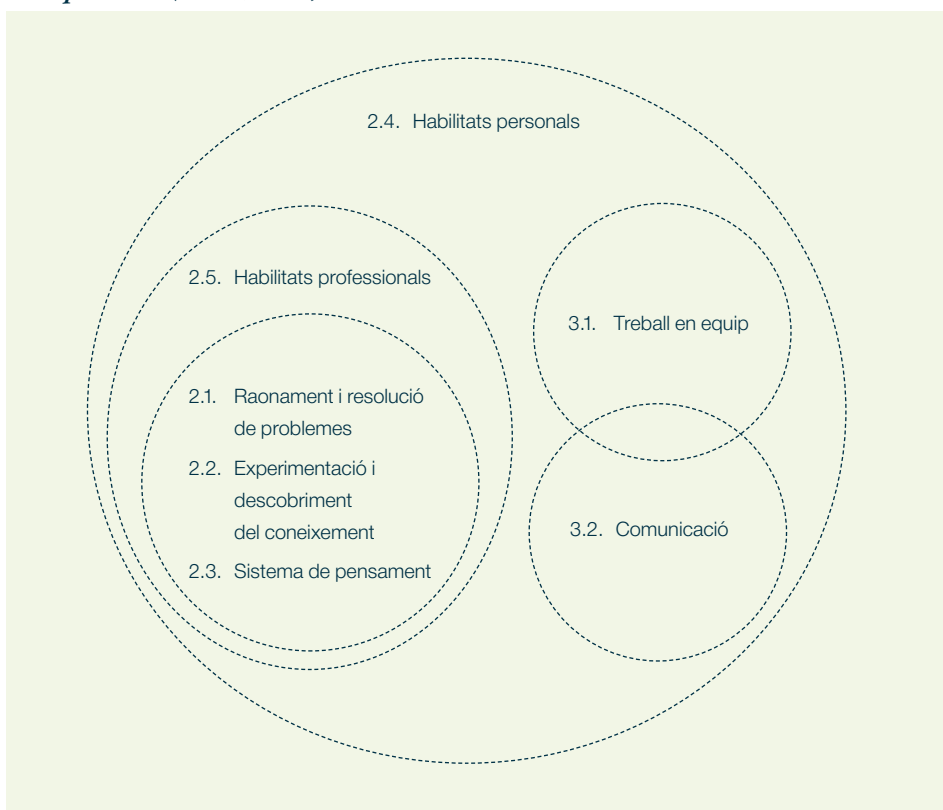 2.4. Habilitats personals
2.5. Habilitats professionals
2.1. Raonament i resolució
de problemes
2.2. Experimentació i
descobriment
del coneixement
2.3. Sistema de pensament
3.1. Treball en equip
3.2. Comunicació